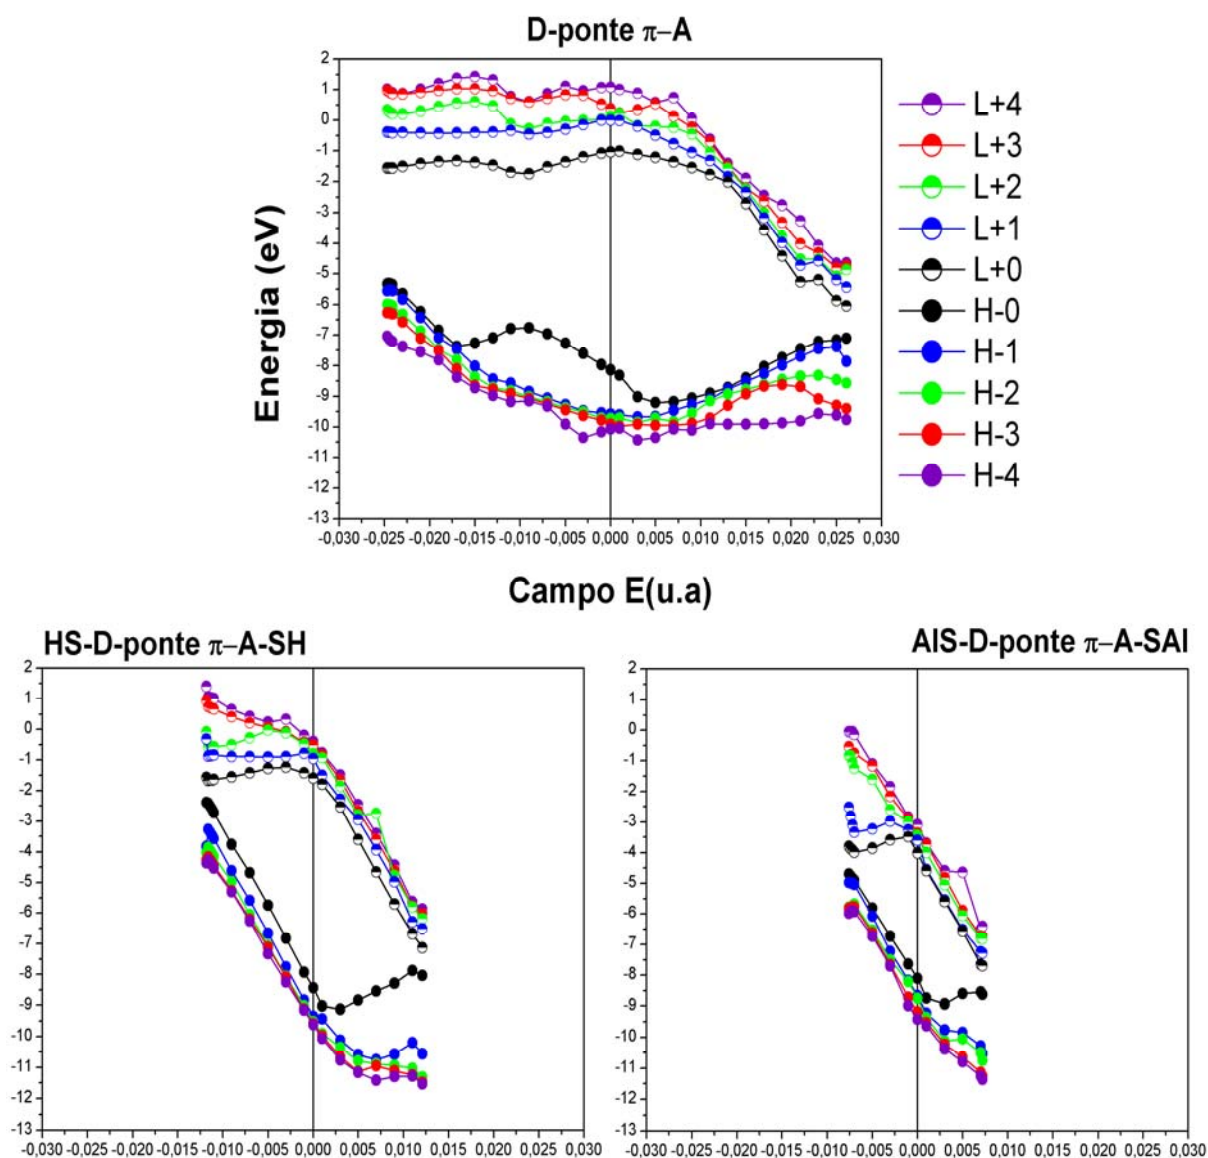 D-ponte π–A
2
1
0
-1
-2
-3
-4
-5
-6
-7
-8
-9
-10
-11
-12
-13
Energia (eV)
-0,030 -0,025 -0,020 -0,015 -0,010 -0,005 0,000 0,005 0,010 0,015 0,020 0,025 0,030
L+4
L+3
L+2
L+1
L+0
H-0
H-1
H-2
H-3
H-4
Campo E(u.a)
HS-D-ponte π–A-SH
2
1
0
-1
-2
-3
-4
-5
-6
-7
-8
-9
-10
-11
-12
-13
-0,030 -0,025 -0,020 -0,015 -0,010 -0,005 0,000 0,005 0,010 0,015 0,020 0,025 0,030
AlS-D-ponte π–A-SAl
2
1
0
-1
-2
-3
-4
-5
-6
-7
-8
-9
-10
-11
-12
-13
-0,030 -0,025 -0,020 -0,015 -0,010 -0,005 0,000 0,005 0,010 0,015 0,020 0,025 0,030